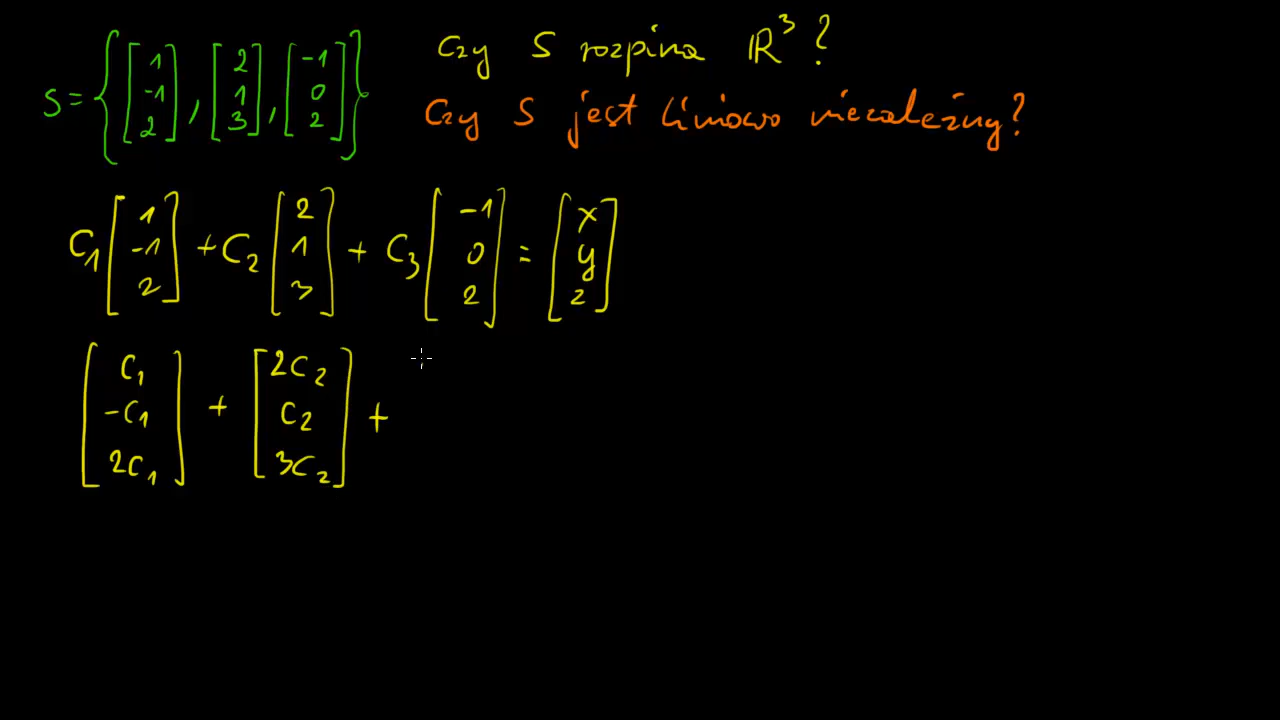 S = { [1 -1 2], [2 1 3], [-1 0 2] } Czy S rozpina ℝ³?
Czy S jest liniowo niezależny?
C₁ [1 -1 2] + C₂ [2 1 3] + C₃ [-1 0 2] = [x y z]
[C₁ -C₁ 2C₁] + [2C₂ C₂ 3C₂] +